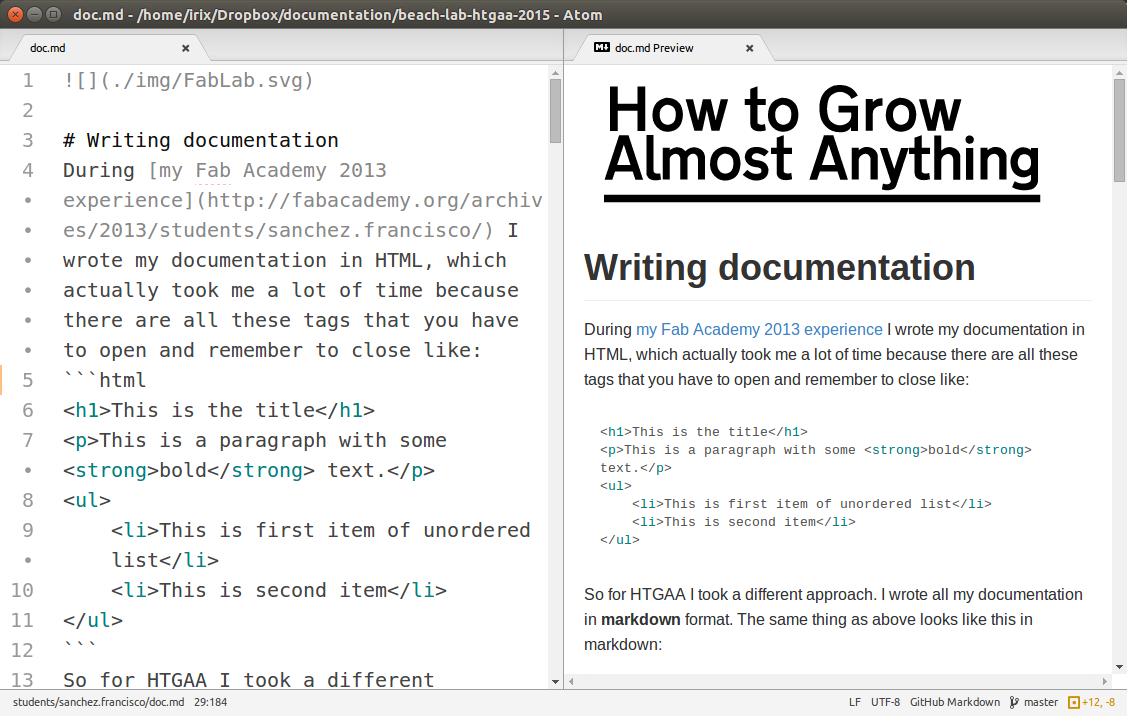 doc.md - /home/irix/Dropbox/documentation/beach-lab-htgaa-2015 - Atom
doc.md
1 ![](./img/FabLab.svg)
2
3 # Writing documentation
4 During [my Fab Academy 2013
• experience](http://fabacademy.org/archiv
• es/2013/students/sanchez.francisco/) I
• wrote my documentation in HTML, which
• actually took me a lot of time because
• there are all these tags that you have
• to open and remember to close like:
5 ```html
6 <h1>This is the title</h1>
7 <p>This is a paragraph with some
• <strong>bold</strong> text.</p>
8 <ul>
9     <li>This is first item of unordered
•     list</li>
10     <li>This is second item</li>
11 </ul>
12 ```
13 So for HTGAA I took a different
doc.md Preview
How to Grow
Almost Anything
Writing documentation
During my Fab Academy 2013 experience I wrote my documentation in
HTML, which actually took me a lot of time because there are all these
tags that you have to open and remember to close like:
<h1>This is the title</h1>
<p>This is a paragraph with some <strong>bold</strong>
text.</p>
<ul>
    <li>This is first item of unordered list</li>
    <li>This is second item</li>
</ul>
So for HTGAA I took a different approach. I wrote all my documentation
in markdown format. The same thing as above looks like this in
markdown:
students/sanchez.francisco/doc.md 29:184
LF UTF-8 GitHub Markdown master +12, -8